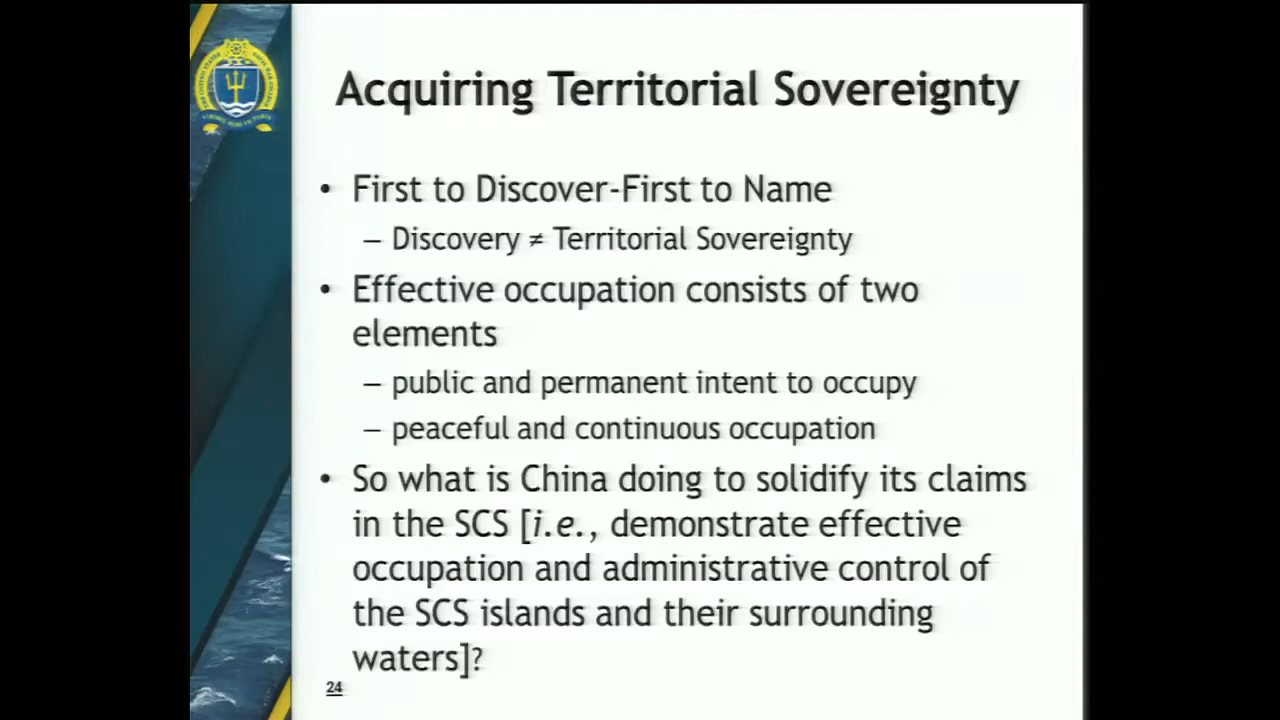 Acquiring Territorial Sovereignty
• First to Discover-First to Name
– Discovery ≠ Territorial Sovereignty
• Effective occupation consists of two
elements
– public and permanent intent to occupy
– peaceful and continuous occupation
• So what is China doing to solidify its claims
in the SCS [i.e., demonstrate effective
occupation and administrative control of
the SCS islands and their surrounding
waters]?
24